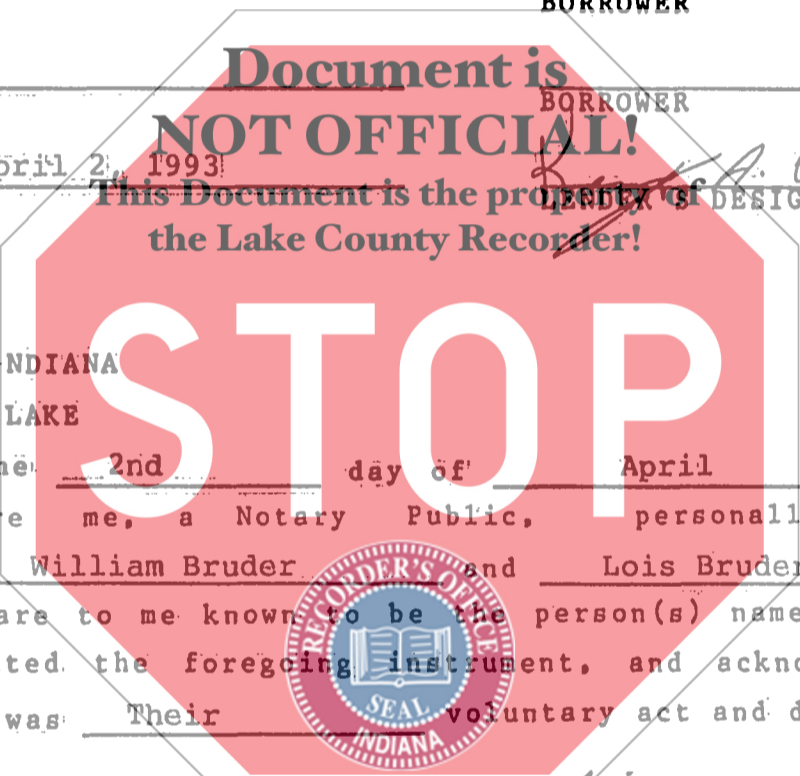 BORROWER
Document is
BORROWER
NOT OFFICIAL!
pril 2, 1993
A.
This Document is the property of
LENDER'S DESIG
the Lake County Recorder!
STOP
NDIANA
LAKE
2nd day of April
me, a Notary Public, personall
William Bruder and Lois Bruder
are to me known to be the person(s) name
ted the foregoing instrument, and ackno
was Their voluntary act and d
RECORDER'S OFFICE
SEAL
INDIANA